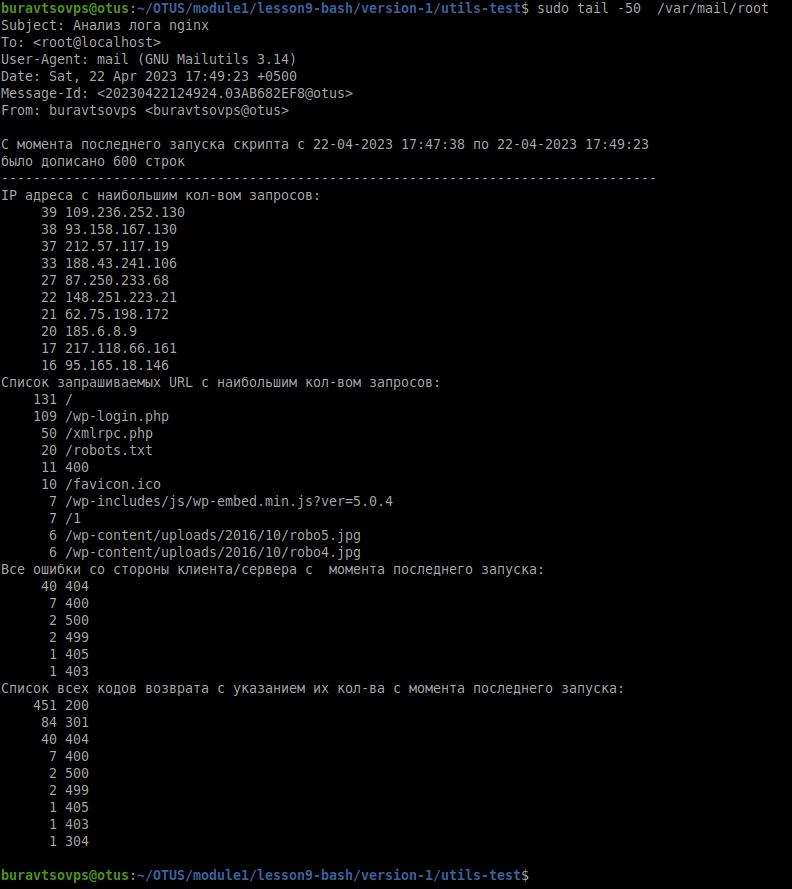 buravtsovps@otus:~/OTUS/module1/lesson9-bash/version-1/utils-test$ sudo tail -50  /var/mail/root
Subject: Анализ лога nginx
To: <root@localhost>
User-Agent: mail (GNU Mailutils 3.14)
Date: Sat, 22 Apr 2023 17:49:23 +0500
Message-Id: <20230422124924.03AB682EF8@otus>
From: buravtsovps <buravtsovps@otus>

С момента последнего запуска скрипта с 22-04-2023 17:47:38 по 22-04-2023 17:49:23
было дописано 600 строк
----------------------------------------------------------------------------------
IP адреса с наибольшим кол-вом запросов:
     39 109.236.252.130
     38 93.158.167.130
     37 212.57.117.19
     33 188.43.241.106
     27 87.250.233.68
     22 148.251.223.21
     21 62.75.198.172
     20 185.6.8.9
     17 217.118.66.161
     16 95.165.18.146
Список запрашиваемых URL с наибольшим кол-вом запросов:
    131 /
    109 /wp-login.php
     50 /xmlrpc.php
     20 /robots.txt
     11 400
     10 /favicon.ico
      7 /wp-includes/js/wp-embed.min.js?ver=5.0.4
      7 /1
      6 /wp-content/uploads/2016/10/robo5.jpg
      6 /wp-content/uploads/2016/10/robo4.jpg
Все ошибки со стороны клиента/сервера с  момента последнего запуска:
     40 404
      7 400
      2 500
      2 499
      1 405
      1 403
Список всех кодов возврата с указанием их кол-ва с момента последнего запуска:
    451 200
     84 301
     40 404
      7 400
      2 500
      2 499
      1 405
      1 403
      1 304

buravtsovps@otus:~/OTUS/module1/lesson9-bash/version-1/utils-test$